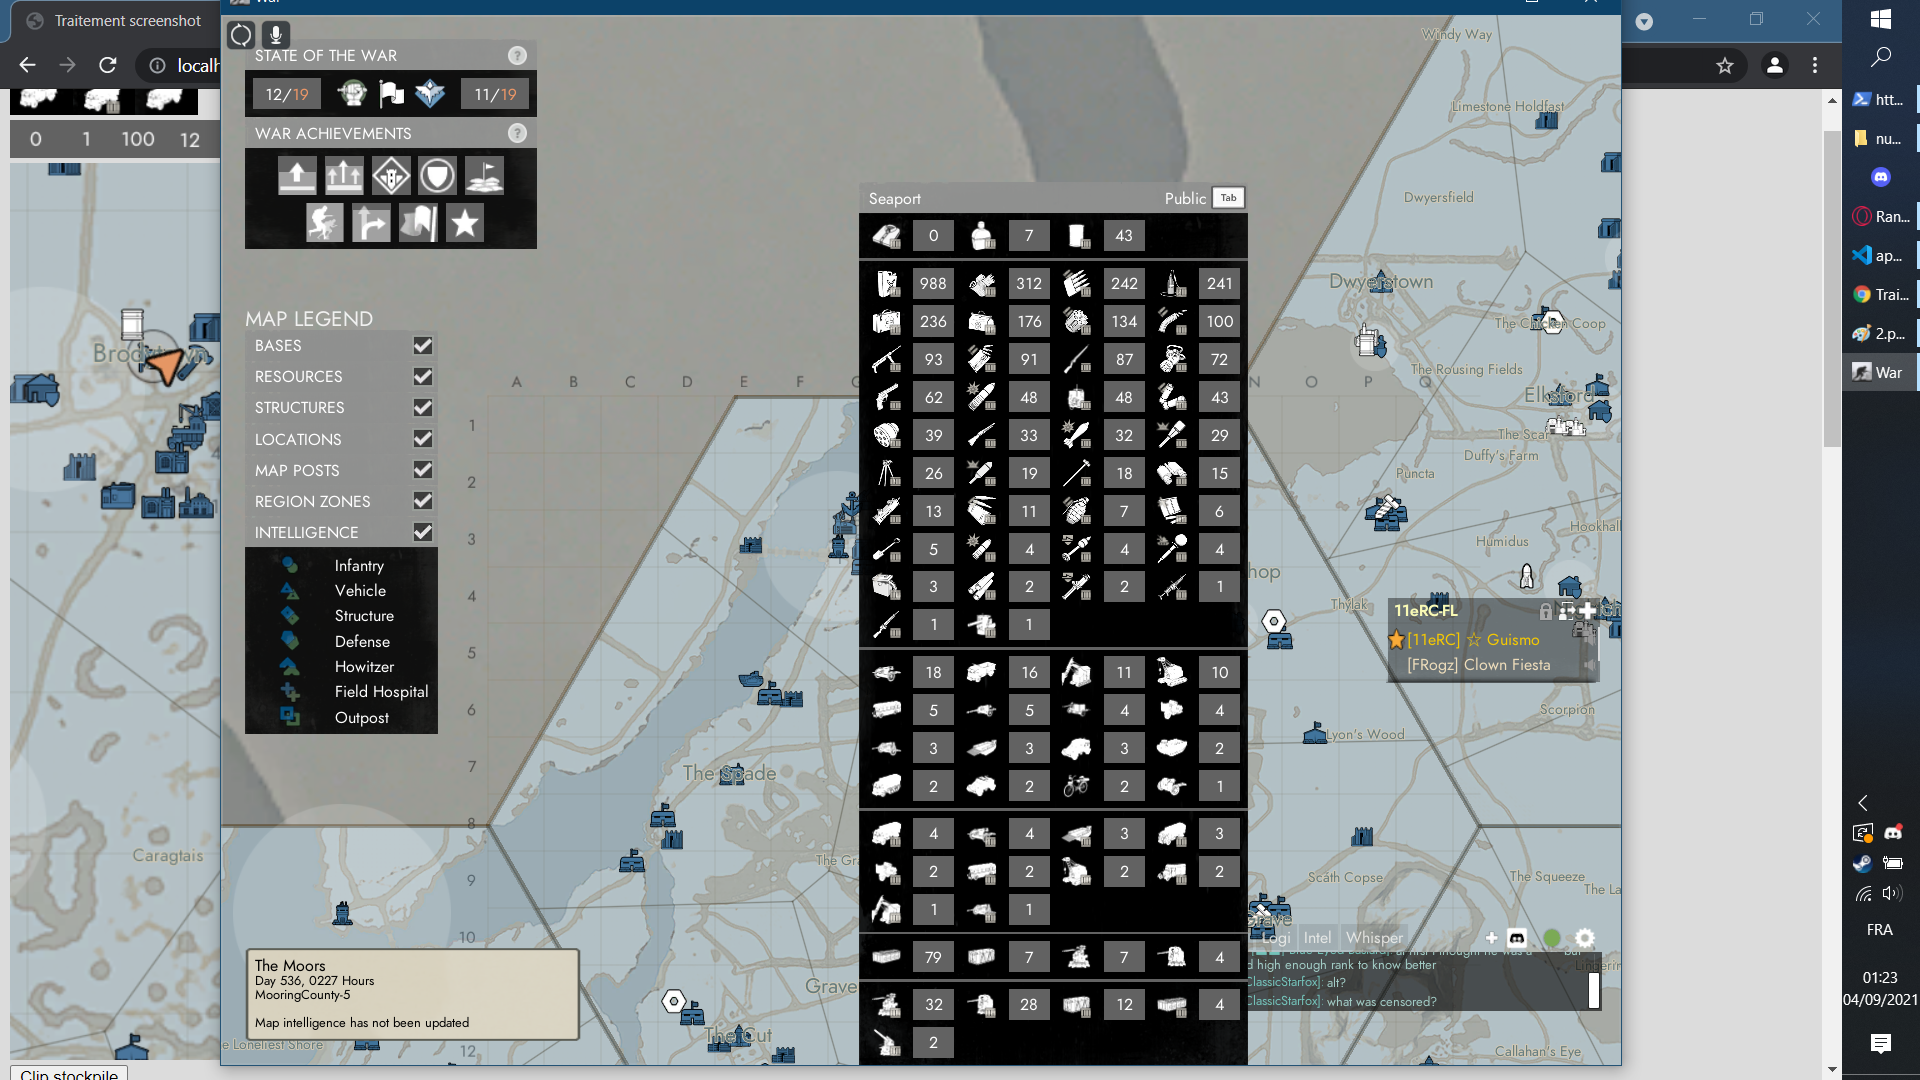 Traitement screenshot
War
localh
0 1 100 12
Brodytown
Caragtais
Clip stockpile
STATE OF THE WAR ?
12/19 11/19
WAR ACHIEVEMENTS ?
MAP LEGEND
BASES
RESOURCES
STRUCTURES
LOCATIONS
MAP POSTS
REGION ZONES
INTELLIGENCE
Infantry
Vehicle
Structure
Defense
Howitzer
Field Hospital
Outpost
A B C D E F G
N O P Q
1
2
3
4
5
6
7
8
9
10
12
The Moors
Day 536, 0227 Hours
MooringCounty-5
Map intelligence has not been updated
e Loneliest Shore
The Spade
The Gra
Grave
The Cut
Seaport Public Tab
0 7 43
988 312 242 241
236 176 134 100
93 91 87 72
62 48 48 43
39 33 32 29
26 19 18 15
13 11 7 6
5 4 4 4
3 2 2 1
1 1
18 16 11 10
5 5 4 4
3 3 3 2
2 2 2 1
4 4 3 3
2 2 2 2
1 1
79 7 7 4
32 28 12 4
2
Windy Way
Limestone Holdfast
Dwyersfield
Dwyerstown
The Chicken Coop
The Rousing Fields
Elksford
The Scar
Duffy's Farm
Puncta
Hookhall
Humidus
hop
Thylak
11eRC-FL
[11eRC] ☆ Guismo
[FRogz] Clown Fiesta
Scorpion
Lyon's Wood
Scáth Copse
The Squeeze
The La
Grave
Logi Intel Whisper
d high enough rank to know better
ClassicStarfox]: alt?
ClassicStarfox]: what was censored?
Callahan's Eye
htt...
nu...
Ran...
ap...
Trai...
2.p...
War
FRA
01:23
04/09/2021